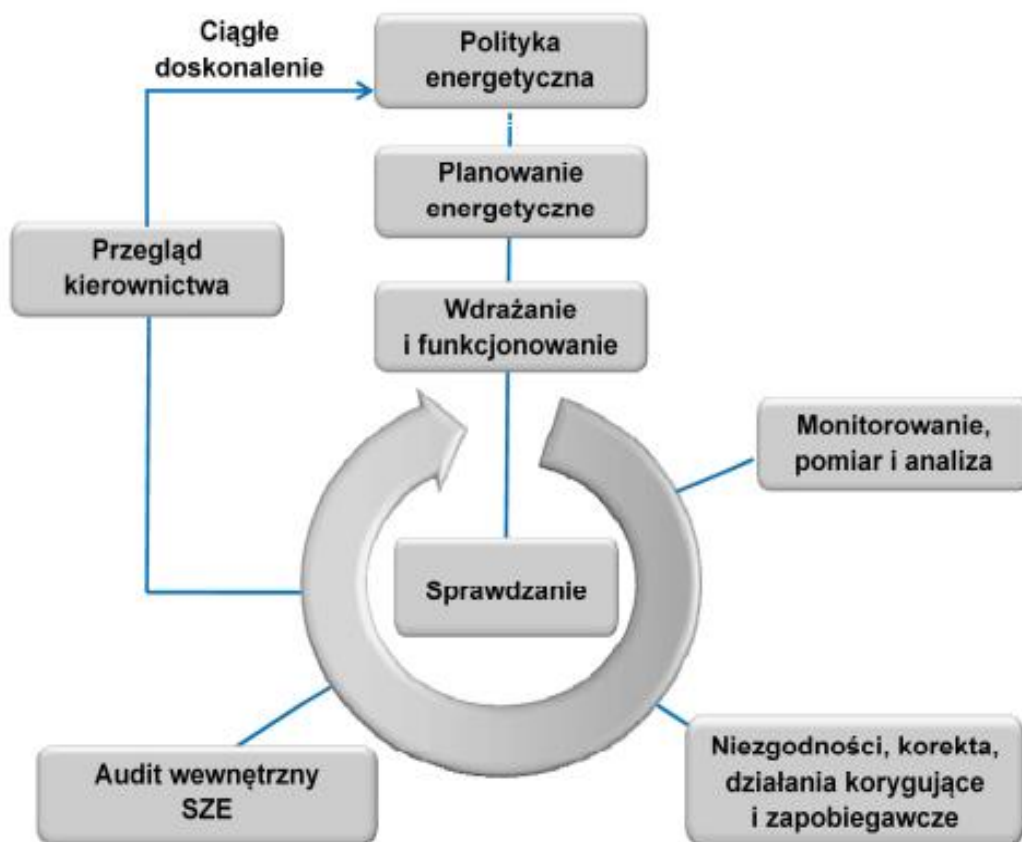 Ciągłe
doskonalenie
Polityka
energetyczna
Planowanie
energetyczne
Przegląd
kierownictwa
Wdrażanie
i funkcjonowanie
Monitorowanie,
pomiar i analiza
Sprawdzanie
Audit wewnętrzny
SZE
Niezgodności, korekta,
działania korygujące
i zapobiegawcze